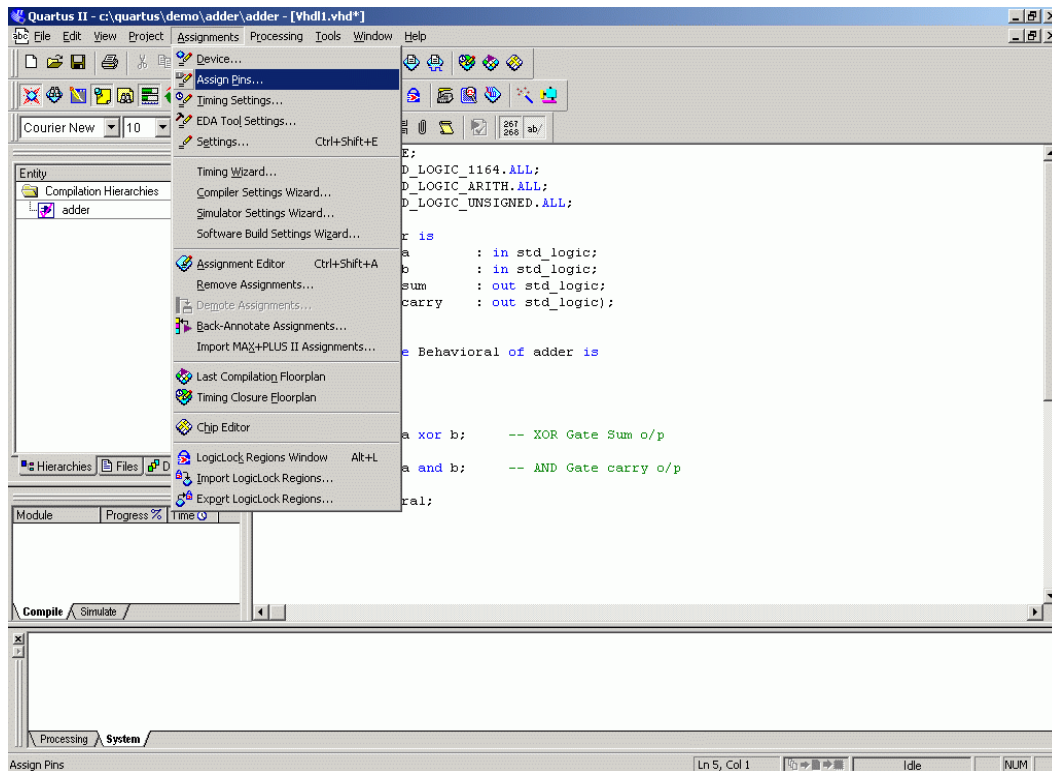 Quartus II - c:\quartus\demo\adder\adder - [Vhdl1.vhd*]
File Edit View Project Assignments Processing Tools Window Help
Device...
Assign Pins...
Timing Settings...
EDA Tool Settings...
Settings... Ctrl+Shift+E
Timing Wizard...
Compiler Settings Wizard...
Simulator Settings Wizard...
Software Build Settings Wizard...
Assignment Editor Ctrl+Shift+A
Remove Assignments...
Demote Assignments...
Back-Annotate Assignments...
Import MAX+PLUS II Assignments...
Last Compilation Floorplan
Timing Closure Floorplan
Chip Editor
LogicLock Regions Window Alt+L
Import LogicLock Regions...
Export LogicLock Regions...
Courier New 10
267 268 ab/
Entity
Compilation Hierarchies
adder
Hierarchies Files D
Module Progress % Time
Compile Simulate
E;
D_LOGIC_1164.ALL;
D_LOGIC_ARITH.ALL;
D_LOGIC_UNSIGNED.ALL;
r is
a : in std_logic;
b : in std_logic;
sum : out std_logic;
carry : out std_logic);
e Behavioral of adder is
a xor b; -- XOR Gate Sum o/p
a and b; -- AND Gate carry o/p
ral;
Processing System
Assign Pins Ln 5, Col 1 Idle NUM